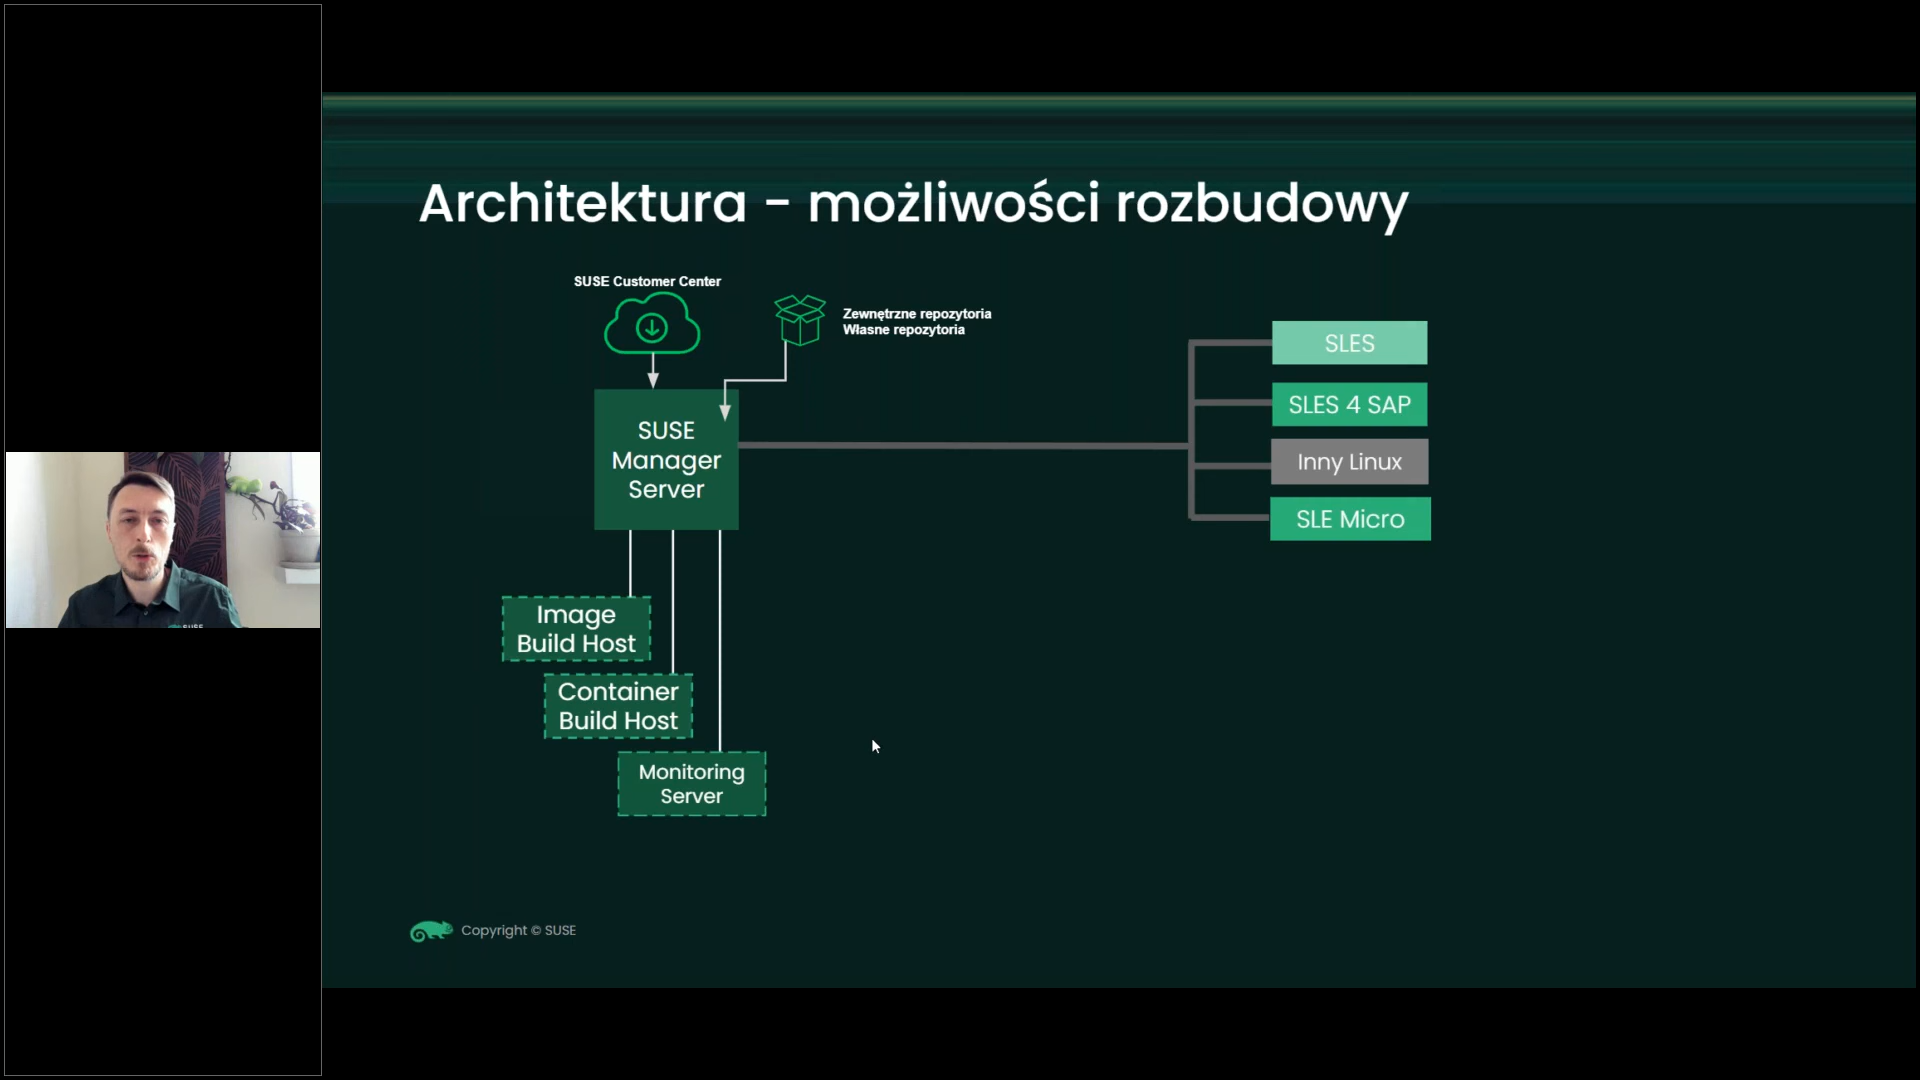 Architektura - możliwości rozbudowy
SUSE Customer Center
Zewnętrzne repozytoria
Własne repozytoria
SUSE
Manager
Server
SLES
SLES 4 SAP
Inny Linux
SLE Micro
Image
Build Host
Container
Build Host
Monitoring
Server
Copyright © SUSE
SUSE